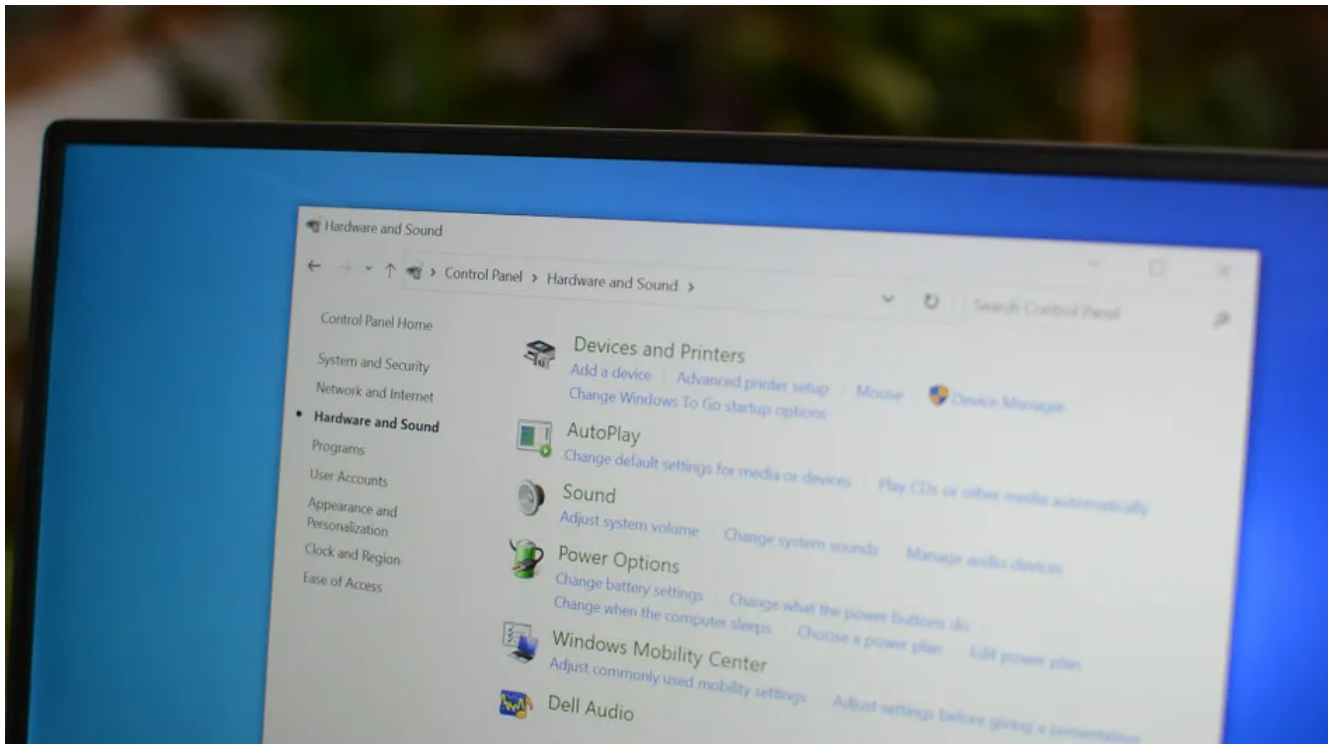 Hardware and Sound
Control Panel > Hardware and Sound >
Search Control Panel
Control Panel Home
System and Security
Network and Internet
Hardware and Sound
Programs
User Accounts
Appearance and
Personalization
Clock and Region
Ease of Access
Devices and Printers
Add a device Advanced printer setup Mouse Device Manager
Change Windows To Go startup options
AutoPlay
Change default settings for media or devices Play CDs or other media automatically
Sound
Adjust system volume Change system sounds Manage audio devices
Power Options
Change battery settings Change what the power buttons do
Change when the computer sleeps Choose a power plan Edit power plan
Windows Mobility Center
Adjust commonly used mobility settings Adjust settings before giving a presentation
Dell Audio